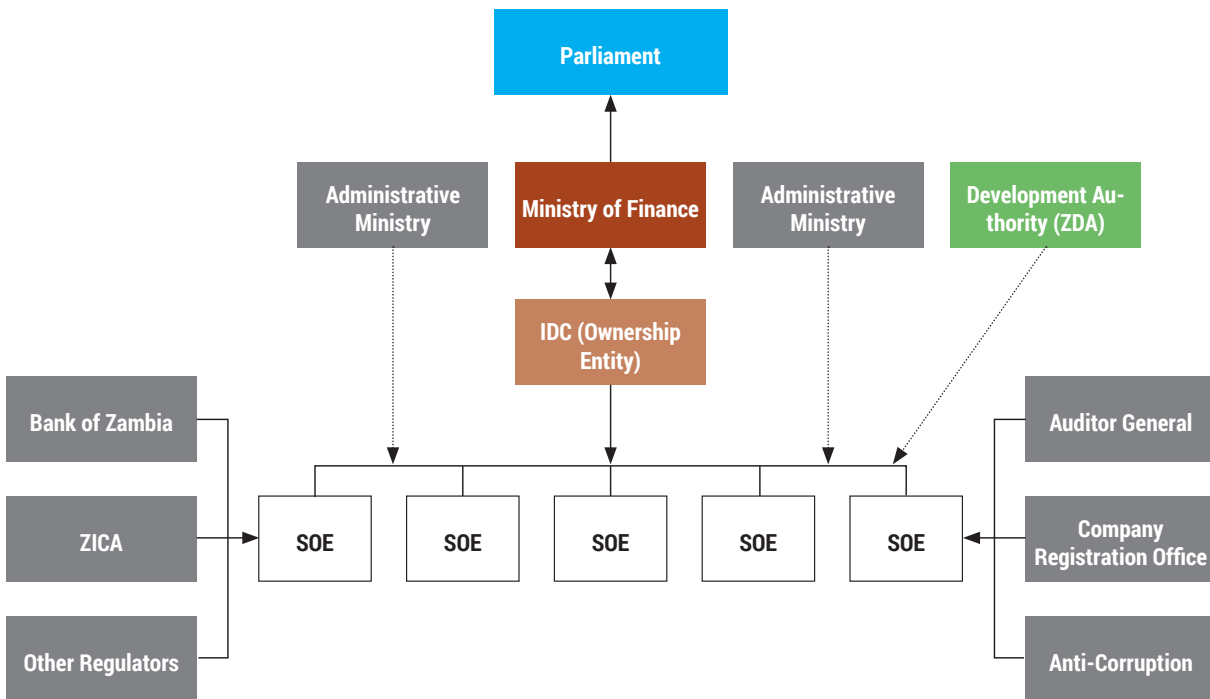 Parliament
Administrative
Ministry
Ministry of Finance
Administrative
Ministry
Development Au-
thority (ZDA)
IDC (Ownership
Entity)
Bank of Zambia
Auditor General
ZICA
SOE
SOE
SOE
SOE
SOE
Company
Registration Office
Other Regulators
Anti-Corruption